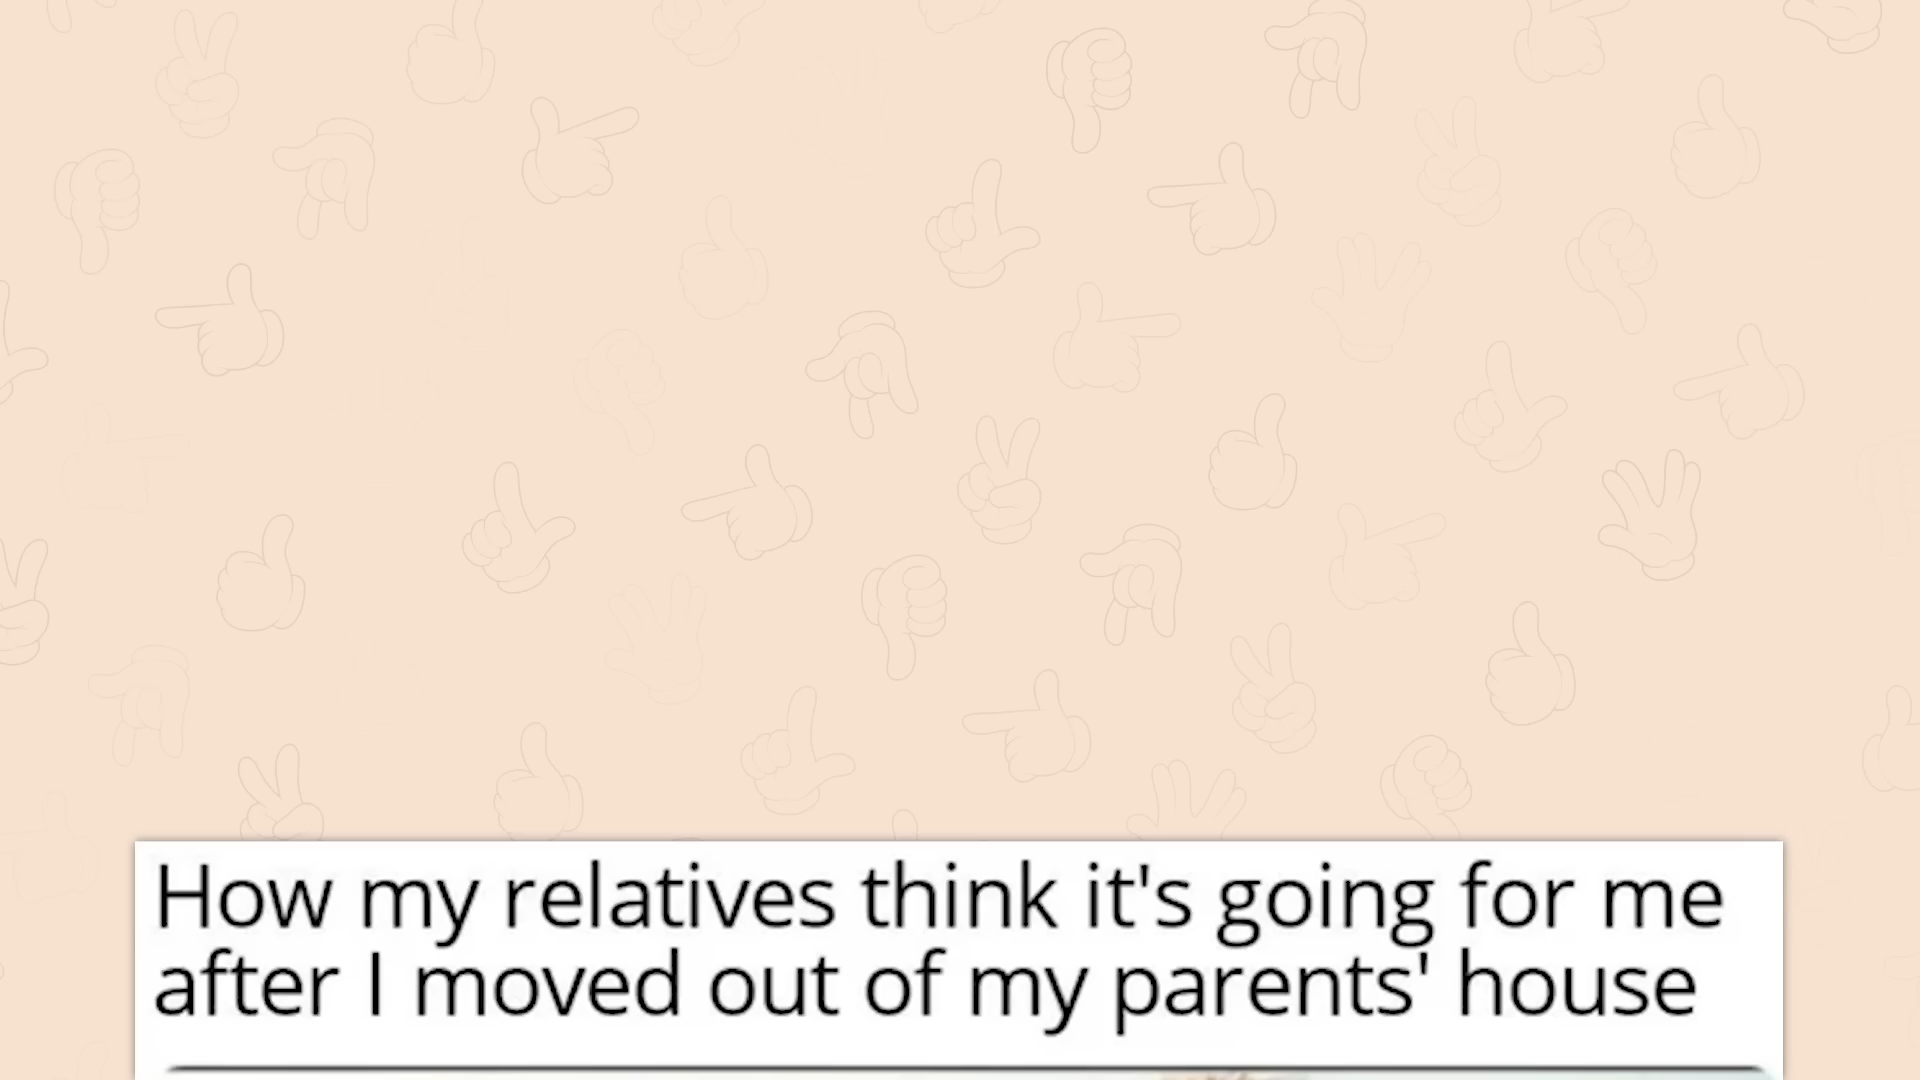 How my relatives think it's going for me
after I moved out of my parents' house